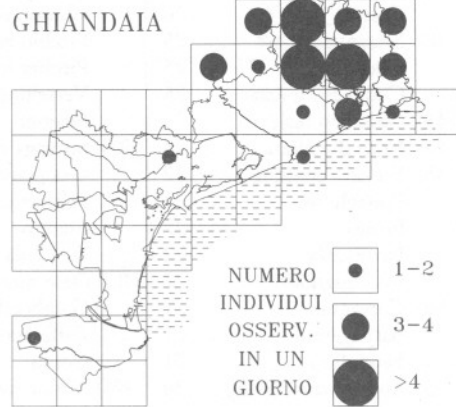 GHIANDAIA
NUMERO
INDIVIDUI
OSSERV.
IN UN
GIORNO
1-2
3-4
>4